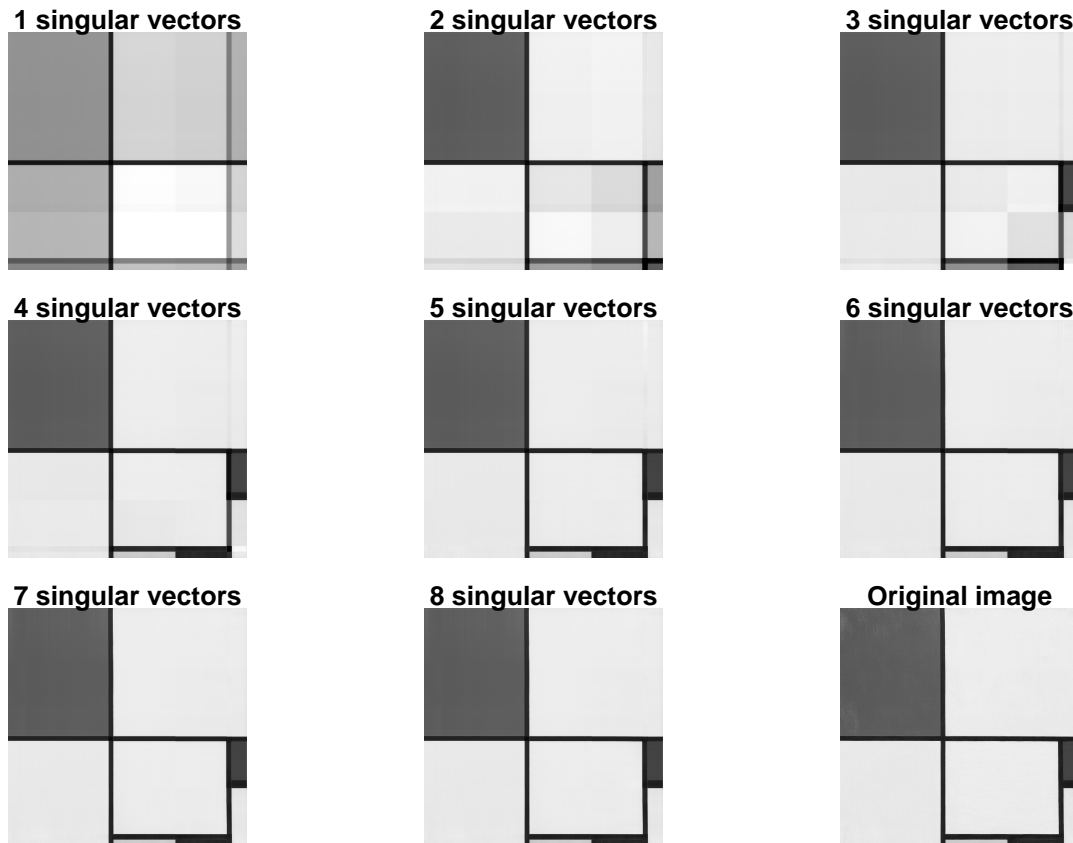 1 singular vectors
2 singular vectors
3 singular vectors
4 singular vectors
5 singular vectors
6 singular vectors
7 singular vectors
8 singular vectors
Original image